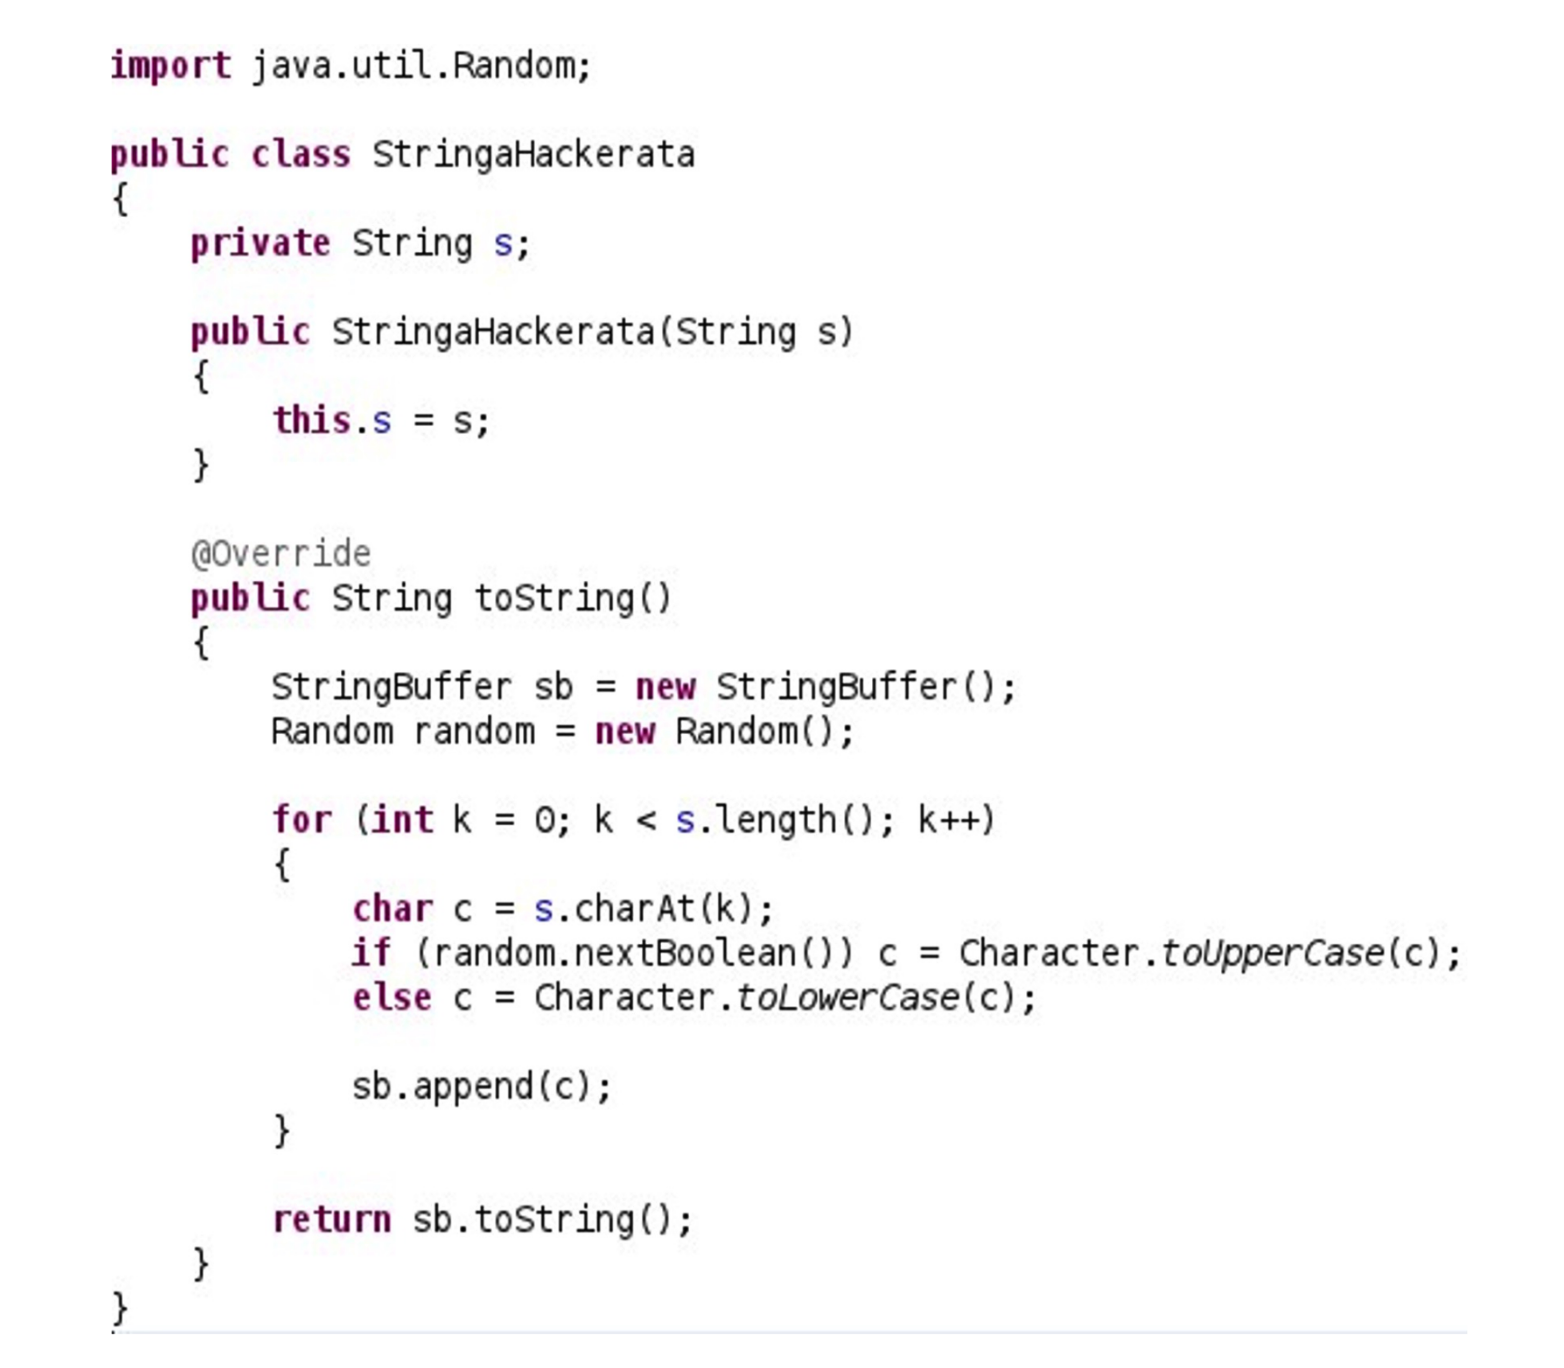 import java.util.Random;
public class StringaHackerata
{
    private String s;
    public StringaHackerata(String s)
    {
        this.s = s;
    }
    @Override
    public String toString()
    {
        StringBuffer sb = new StringBuffer();
        Random random = new Random();
        for (int k = 0; k < s.length(); k++)
        {
            char c = s.charAt(k);
            if (random.nextBoolean()) c = Character.toUpperCase(c);
            else c = Character.toLowerCase(c);
            sb.append(c);
        }
        return sb.toString();
    }
}